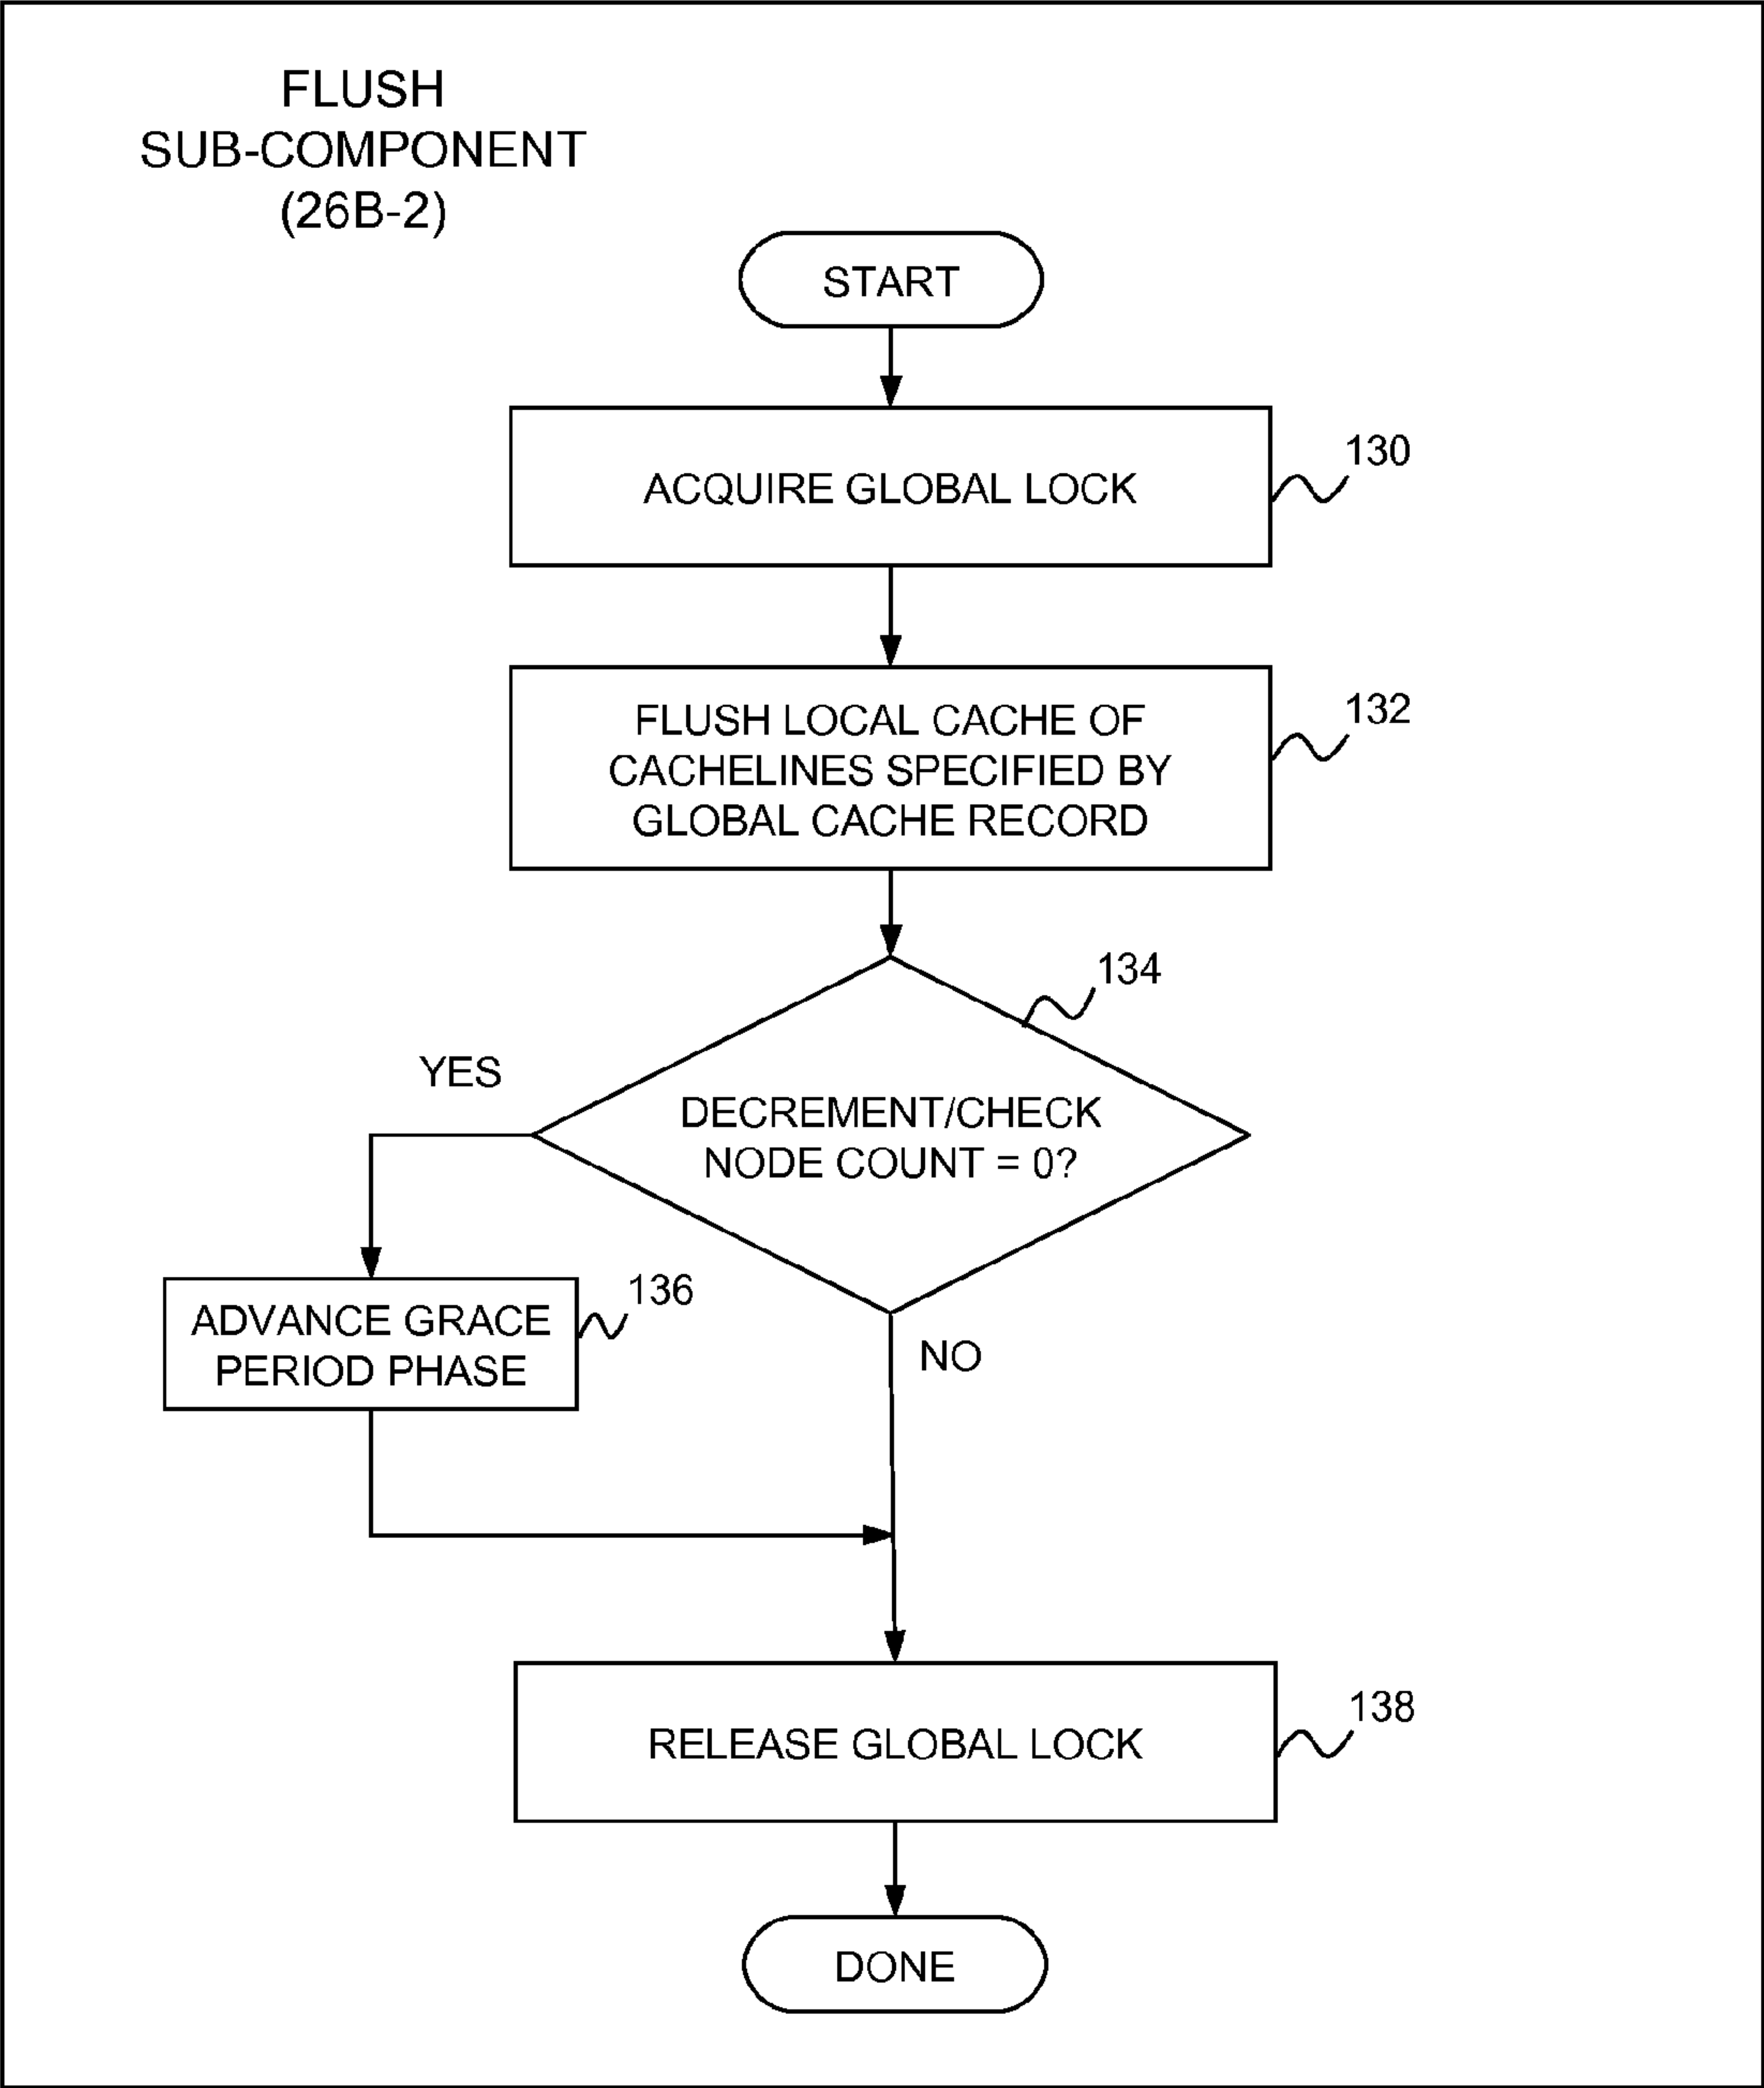 FLUSH
SUB-COMPONENT
(26B-2)
START
ACQUIRE GLOBAL LOCK
130
FLUSH LOCAL CACHE OF
CACHELINES SPECIFIED BY
GLOBAL CACHE RECORD
132
134
YES
DECREMENT/CHECK
NODE COUNT = 0?
ADVANCE GRACE
PERIOD PHASE
136
NO
RELEASE GLOBAL LOCK
138
DONE